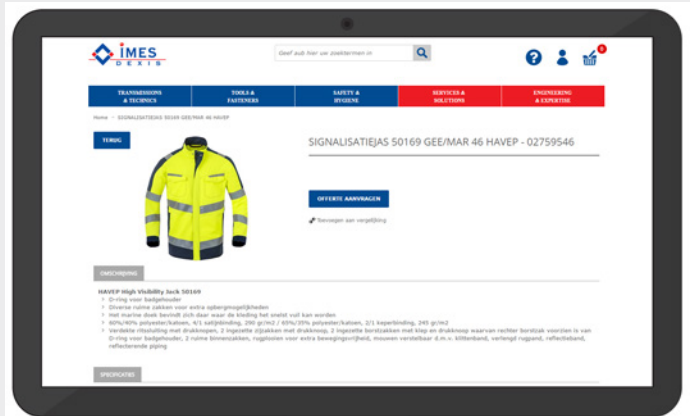 IMES
DEXIS
Geef aub hier uw zoektermen in
?
0
TRANSMISSIONS & TECHNICS
TOOLS & FASTENERS
SAFETY & HYGIENE
SERVICES & SOLUTIONS
ENGINEERING & EXPERTISE
Home - SIGNALISATIEJAS 50169 GEE/MAR 46 HAVEP
TERUG
SIGNALISATIEJAS 50169 GEE/MAR 46 HAVEP - 02759546
OFFERTE AANVRAGEN
Toevoegen aan vergelijking
OMSCHRIJVING
HAVEP High Visibility Jack 50169
> D-ring voor badgehouder
> Diverse ruime zakken voor extra opbergmogelijkheden
> Het marine doek bevindt zich daar waar de kleding het snelst vuil kan worden
> 60%/40% polyester/katoen, 4/1 satijnbinding, 290 gr/m2 / 65%/35% polyester/katoen, 2/1 keperbinding, 245 gr/m2
> Verdekte ritssluiting met drukknopen, 2 ingezette zijzakken met drukknoop, 2 ingezette borstzakken met klep en drukknoop waarvan rechter borstzak voorzien is van
D-ring voor badgehouder, 2 ruime binnenzakken, rugplooien voor extra bewegingsvrijheid, mouwen verstelbaar d.m.v. klittenband, verlengd rugpand, reflectieband,
reflecterende piping
SPECIFICATIES